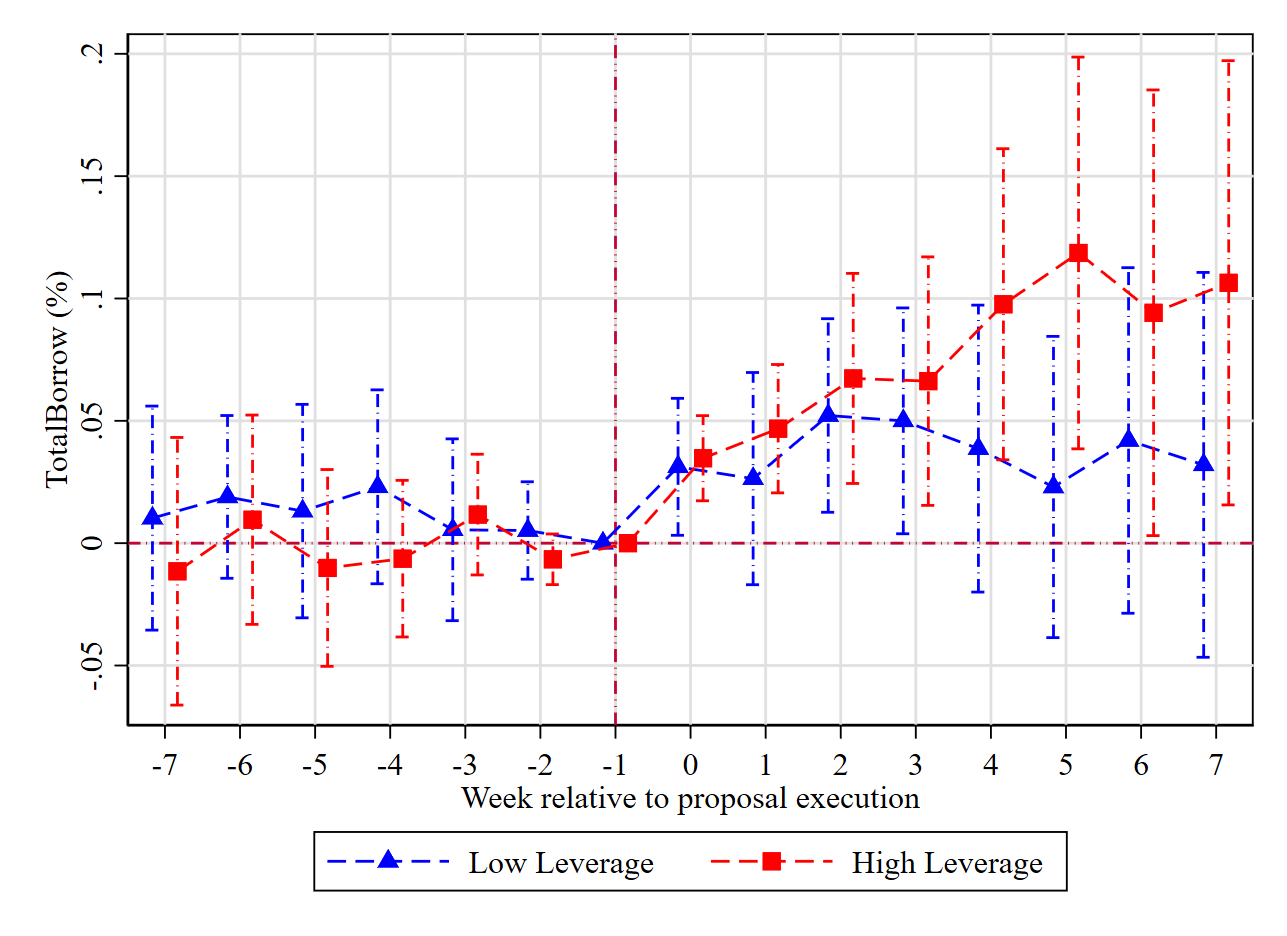 .2
.15
.1
.05
0
-.05
TotalBorrow (%)
-7 -6 -5 -4 -3 -2 -1 0 1 2 3 4 5 6 7
Week relative to proposal execution
Low Leverage High Leverage